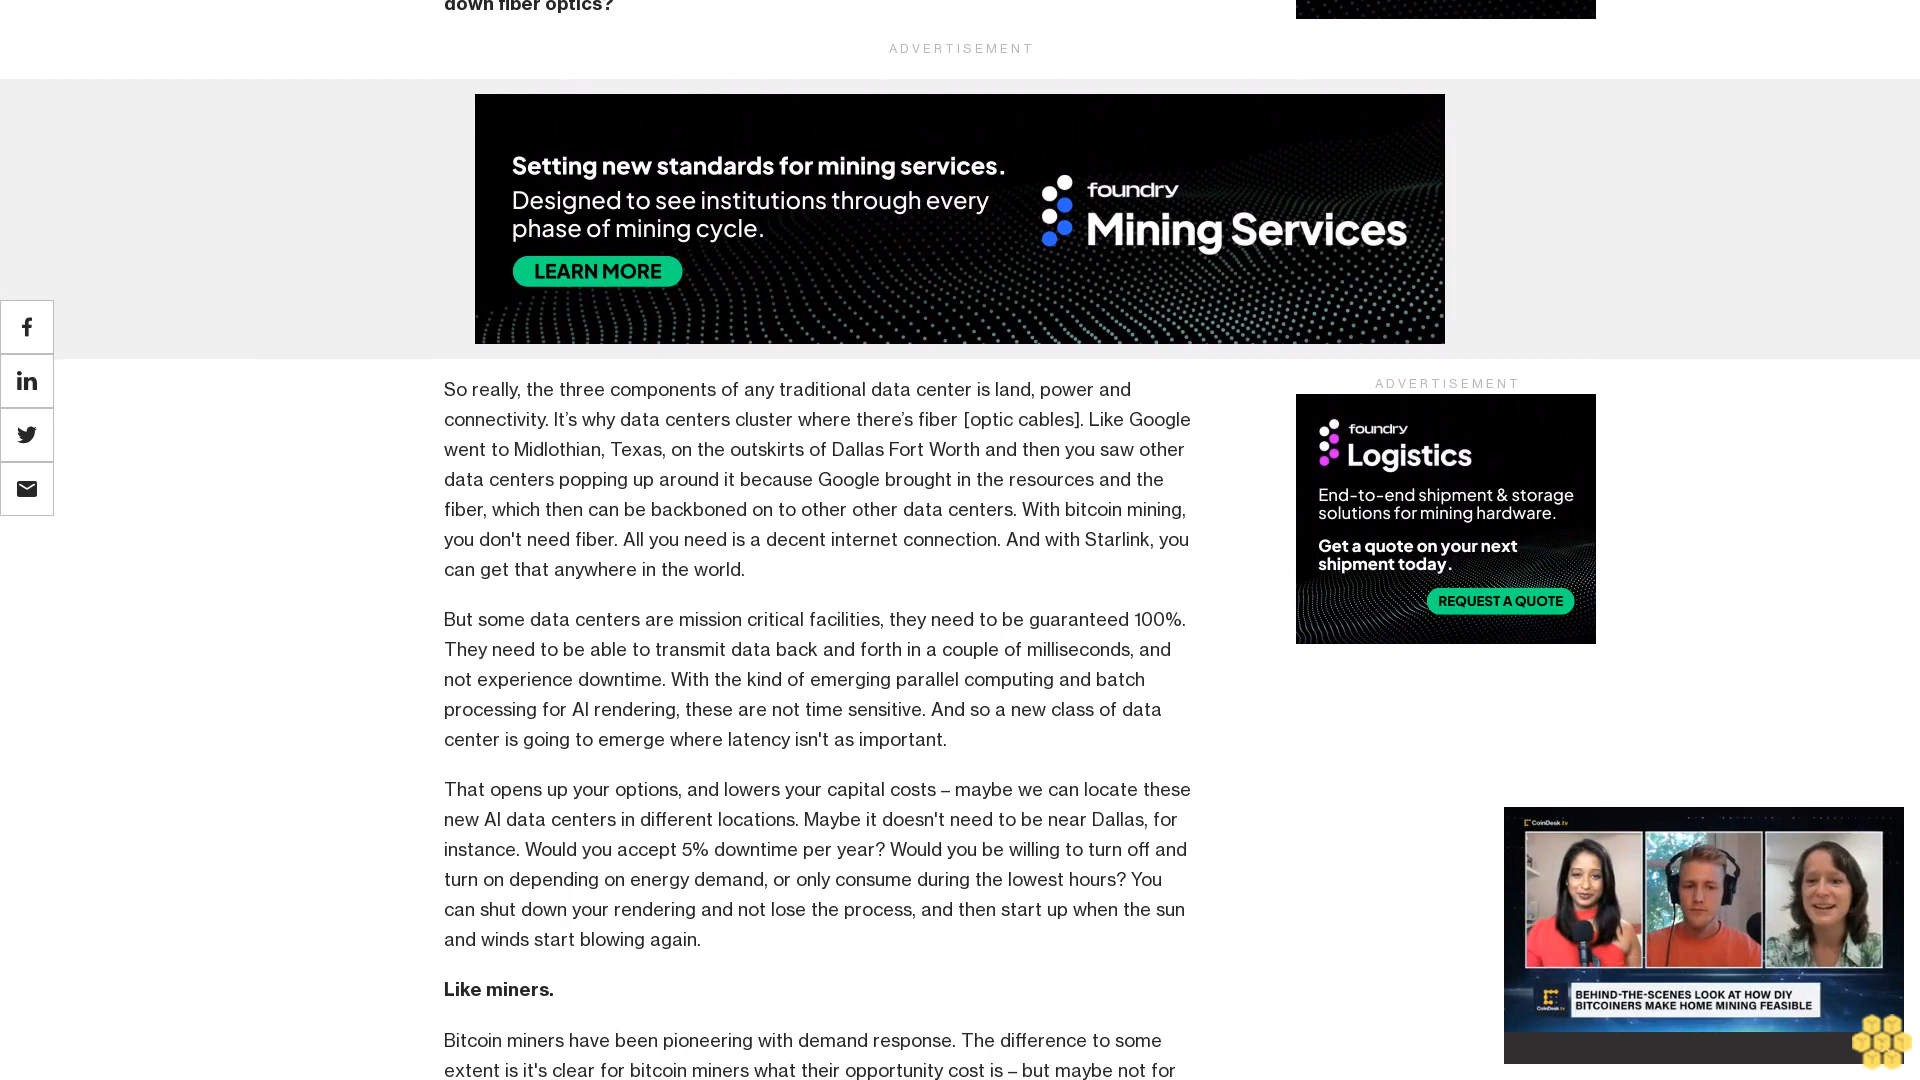 down fiber optics?
ADVERTISEMENT
Setting new standards for mining services.
Designed to see institutions through every
phase of mining cycle.
LEARN MORE
foundry
Mining Services
So really, the three components of any traditional data center is land, power and
connectivity. It’s why data centers cluster where there’s fiber [optic cables]. Like Google
went to Midlothian, Texas, on the outskirts of Dallas Fort Worth and then you saw other
data centers popping up around it because Google brought in the resources and the
fiber, which then can be backboned on to other other data centers. With bitcoin mining,
you don't need fiber. All you need is a decent internet connection. And with Starlink, you
can get that anywhere in the world.
But some data centers are mission critical facilities, they need to be guaranteed 100%.
They need to be able to transmit data back and forth in a couple of milliseconds, and
not experience downtime. With the kind of emerging parallel computing and batch
processing for AI rendering, these are not time sensitive. And so a new class of data
center is going to emerge where latency isn't as important.
That opens up your options, and lowers your capital costs – maybe we can locate these
new AI data centers in different locations. Maybe it doesn't need to be near Dallas, for
instance. Would you accept 5% downtime per year? Would you be willing to turn off and
turn on depending on energy demand, or only consume during the lowest hours? You
can shut down your rendering and not lose the process, and then start up when the sun
and winds start blowing again.
Like miners.
Bitcoin miners have been pioneering with demand response. The difference to some
extent is it's clear for bitcoin miners what their opportunity cost is – but maybe not for
ADVERTISEMENT
foundry
Logistics
End-to-end shipment & storage
solutions for mining hardware.
Get a quote on your next
shipment today.
REQUEST A QUOTE
CoinDesk.tv
BEHIND-THE-SCENES LOOK AT HOW DIY
BITCOINERS MAKE HOME MINING FEASIBLE
CoinDesk.tv